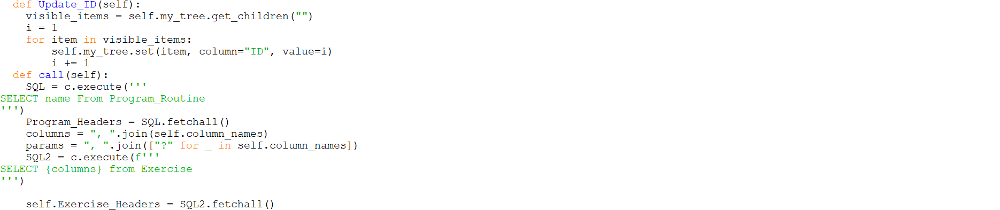 def Update_ID(self):
    visible_items = self.my_tree.get_children("")
    i = 1
    for item in visible_items:
        self.my_tree.set(item, column="ID", value=i)
        i += 1
  def call(self):
    SQL = c.execute('''
SELECT name From Program_Routine
''')
    Program_Headers = SQL.fetchall()
    columns = ", ".join(self.column_names)
    params = ", ".join(["?" for _ in self.column_names])
    SQL2 = c.execute(f'''
SELECT {columns} from Exercise
''')

    self.Exercise_Headers = SQL2.fetchall()